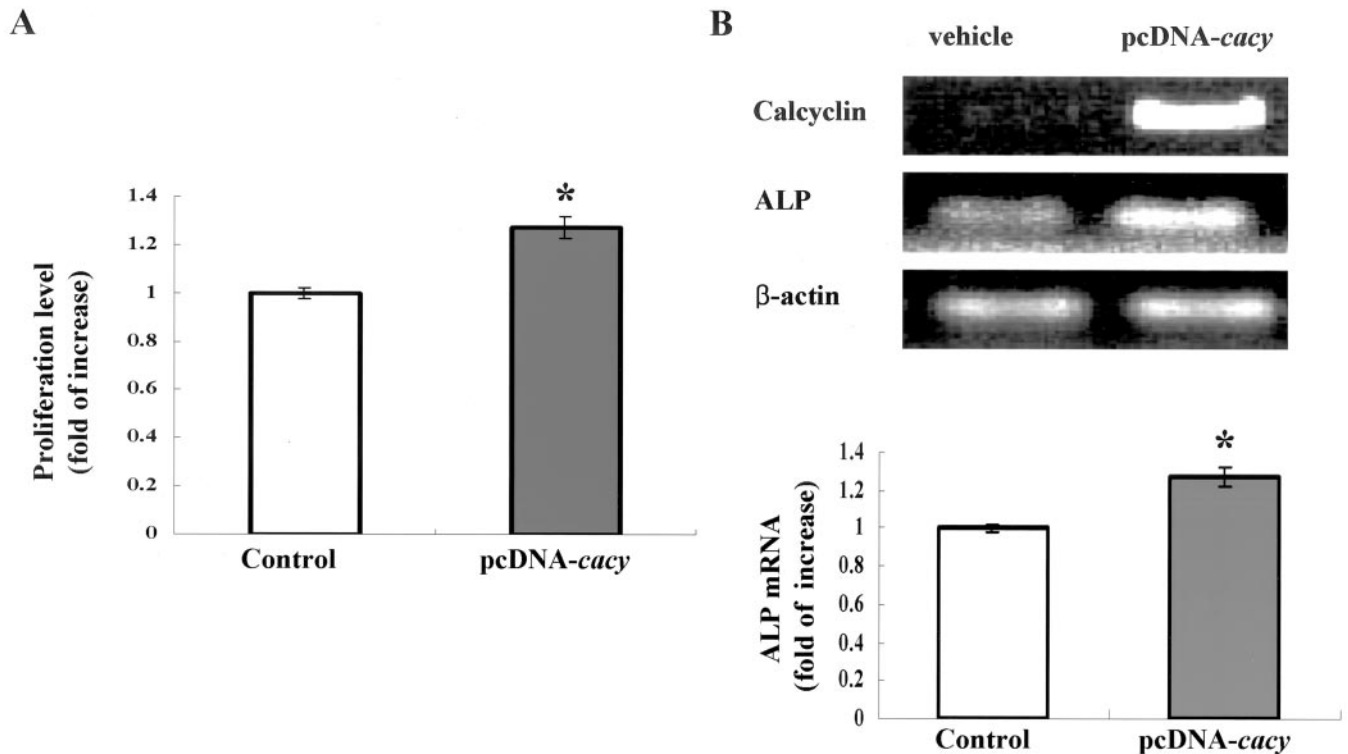 A
Proliferation level
(fold of increase)
1.4
1.2
1
0.8
0.6
0.4
0.2
0
*
Control
pcDNA-cacy
B
vehicle
pcDNA-cacy
Calcyclin
ALP
β-actin
ALP mRNA
(fold of increase)
1.4
1.2
1
0.8
0.6
0.4
0.2
0
*
Control
pcDNA-cacy